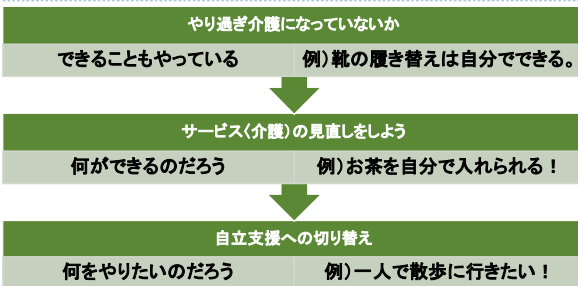 やり過ぎ介護になっていないか
できることもやっている 例）靴の履き替えは自分でできる。
サービス（介護）の見直しをしよう
何ができるのだろう 例）お茶を自分で入れられる！
自立支援への切り替え
何をやりたいのだろう 例）一人で散歩に行きたい！